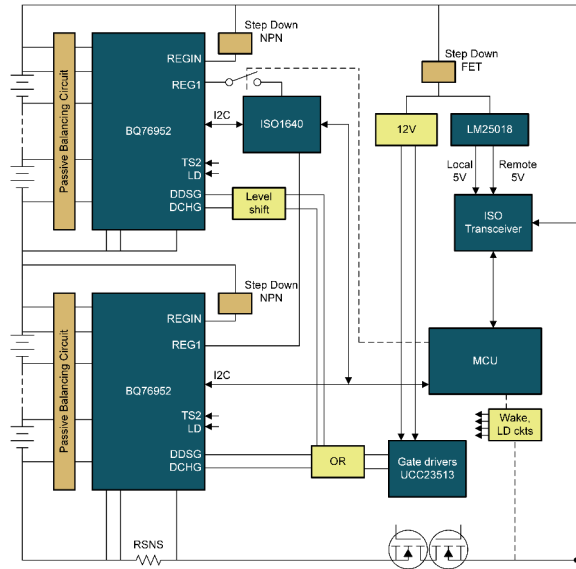 Step Down
NPN
Step Down
FET
Passive Balancing Circuit
BQ76952
REGIN
REG1
I2C
ISO1640
TS2
LD
DDSG
DCHG
Level
shift
12V
LM25018
Local
5V
Remote
5V
ISO
Transceiver
Step Down
NPN
Passive Balancing Circuit
BQ76952
REGIN
REG1
I2C
TS2
LD
DDSG
DCHG
MCU
Wake,
LD ckts
OR
Gate drivers
UCC23513
RSNS